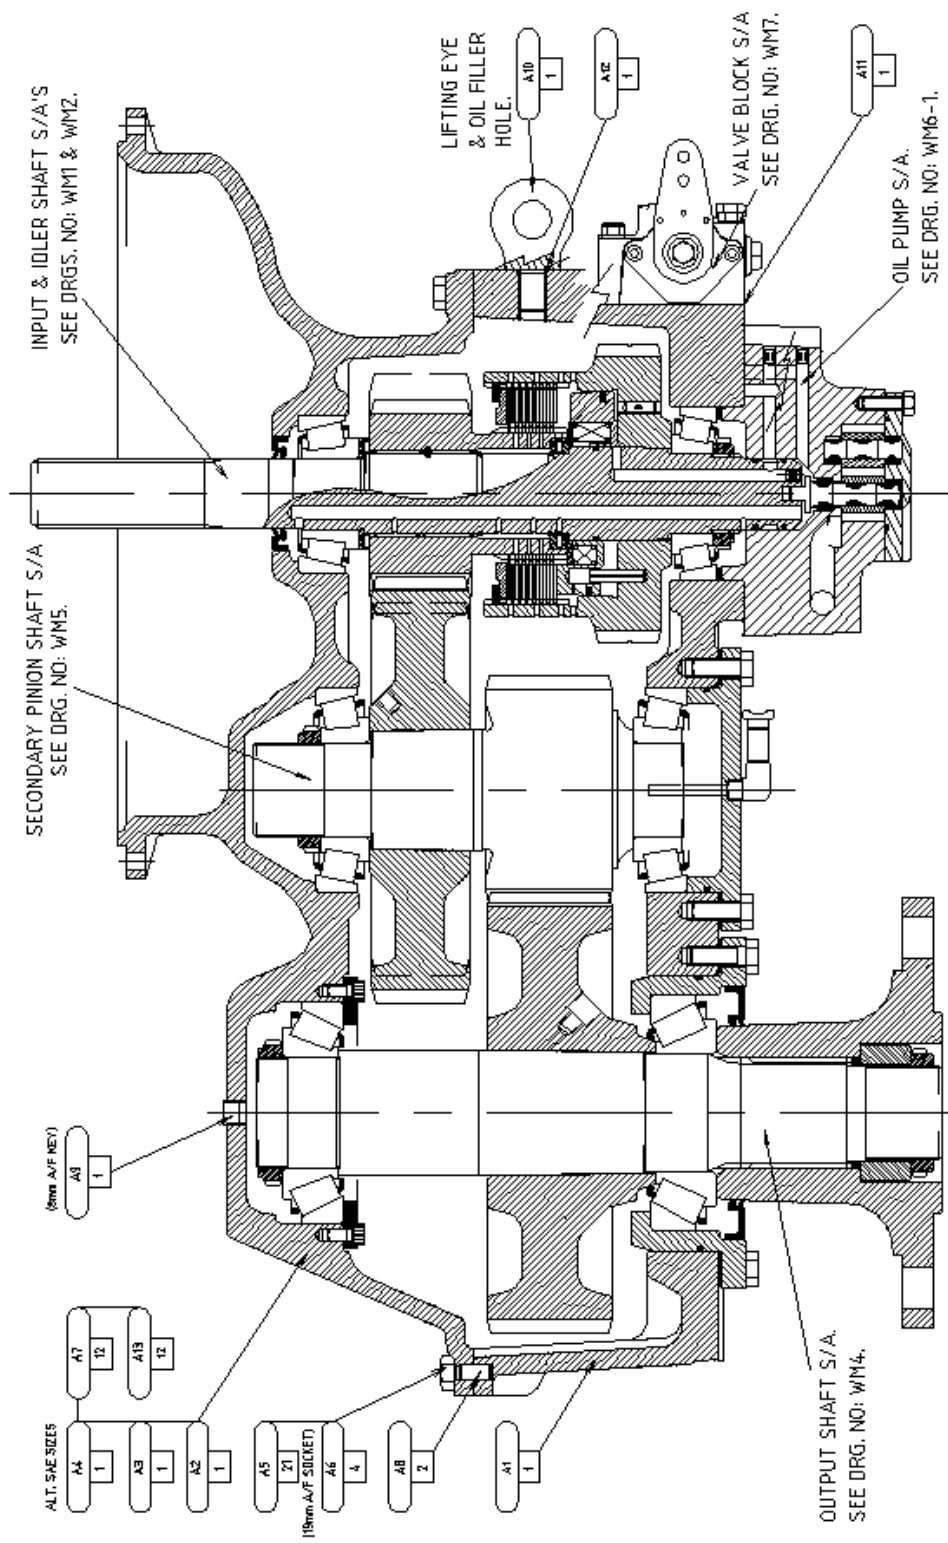 INPUT & IDLER SHAFT S/A'S
SEE DRGS. NO: WM1 & WM2.
SECONDARY PINION SHAFT S/A
SEE DRG. NO: WM5.
(8mm A/F KEY)
A9
1
ALT. SAE SIZES
A4
1
A3
1
A2
1
A7
12
A13
12
A5
21
(19mm A/F SOCKET)
A6
4
A8
2
A1
1
LIFTING EYE
& OIL FILLER
HOLE.
A10
1
A12
1
VALVE BLOCK S/A
SEE DRG. NO: WM7.
A11
1
OIL PUMP S/A.
SEE DRG. NO: WM6-1.
OUTPUT SHAFT S/A.
SEE DRG. NO: WM4.